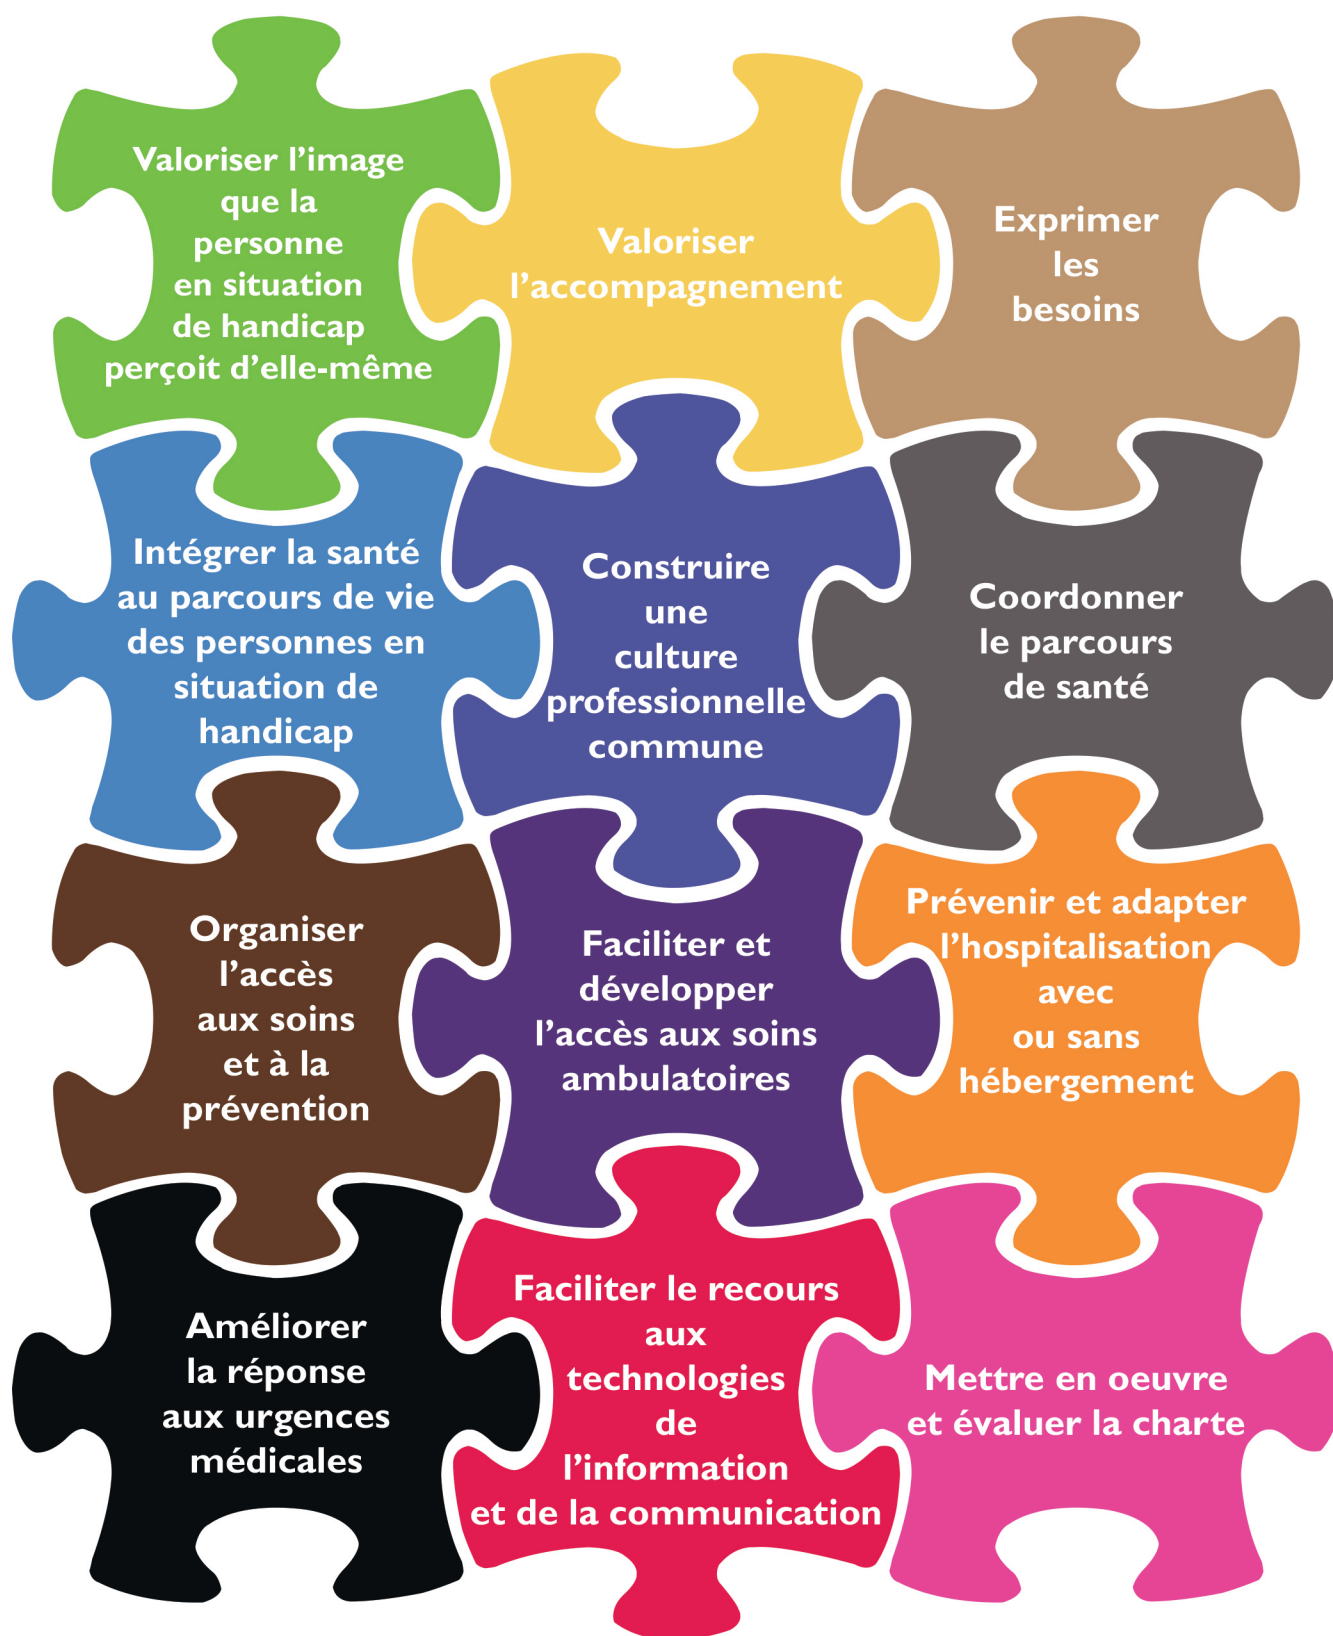 Valoriser l'image
que la
personne
en situation
de handicap
perçoit d'elle-même
Valoriser
l'accompagnement
Exprimer
les
besoins
Intégrer la santé
au parcours de vie
des personnes en
situation de
handicap
Construire
une
culture
professionnelle
commune
Coordonner
le parcours
de santé
Organiser
l'accès
aux soins
et à la
prévention
Faciliter et
développer
l'accès aux soins
ambulatoires
Prévenir et adapter
l'hospitalisation
avec
ou sans
hébergement
Améliorer
la réponse
aux urgences
médicales
Faciliter le recours
aux
technologies
de
l'information
et de la communication
Mettre en oeuvre
et évaluer la charte